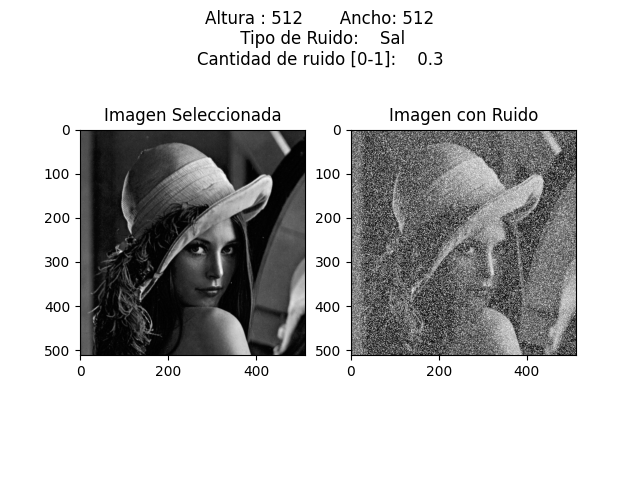 Altura : 512 Ancho: 512
Tipo de Ruido: Sal
Cantidad de ruido [0-1]: 0.3
Imagen Seleccionada
Imagen con Ruido
0
100
200
300
400
500
0 200 400
0
100
200
300
400
500
0 200 400